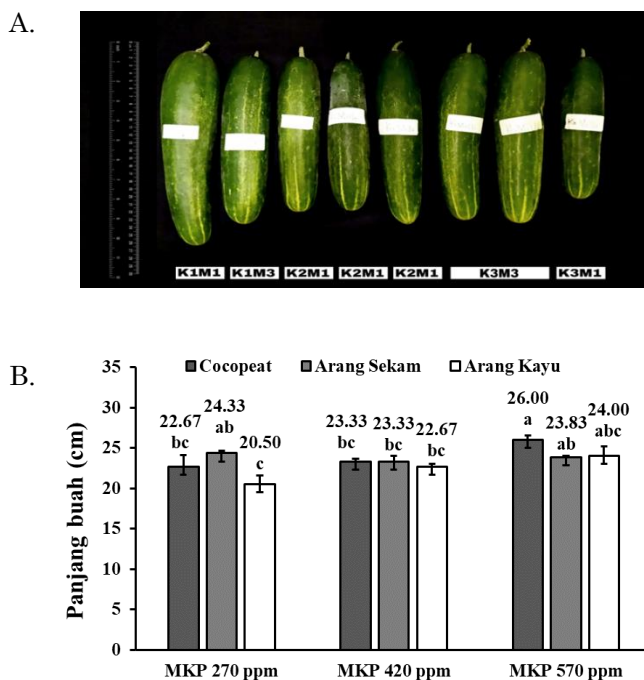 A.
K1M1 K1M3 K2M1 K2M1 K2M1 K3M3 K3M1
B.
Panjang buah (cm)
35
30
25
20
15
10
5
0
Cocopeat Arang Sekam Arang Kayu
22.67
bc
24.33
ab
20.50
c
23.33
bc
23.33
bc
22.67
bc
26.00
a
23.83
ab
24.00
abc
MKP 270 ppm MKP 420 ppm MKP 570 ppm